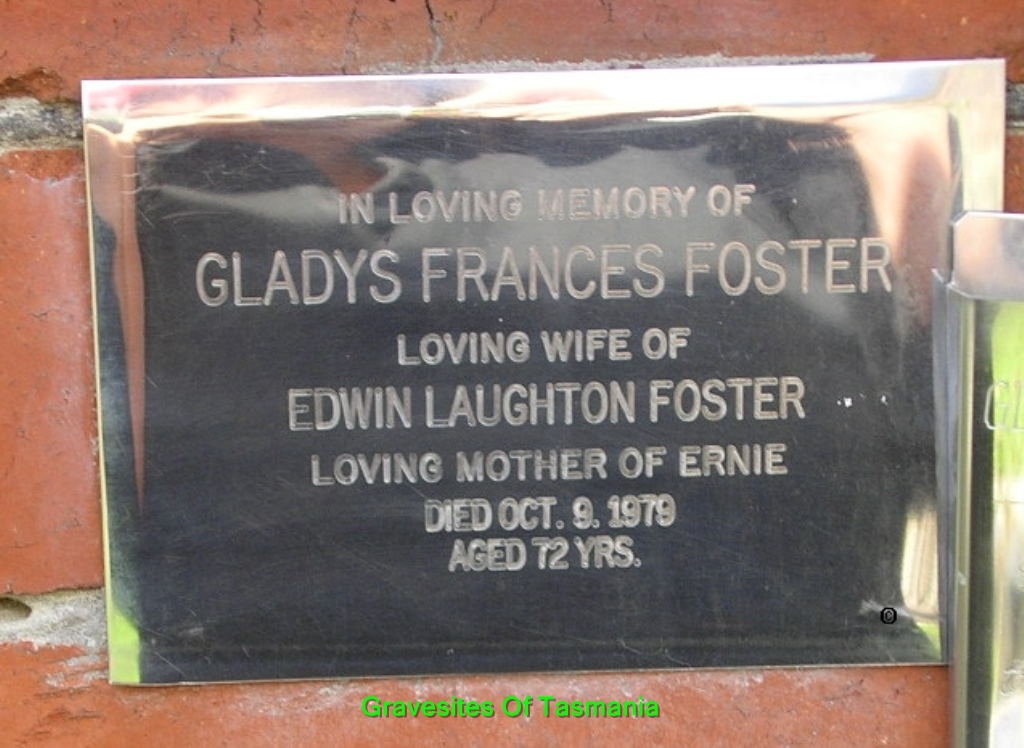 IN LOVING MEMORY OF
GLADYS FRANCES FOSTER
LOVING WIFE OF
EDWIN LAUGHTON FOSTER
LOVING MOTHER OF ERNIE
DIED OCT. 9. 1979
AGED 72 YRS.
©
Gravesites Of Tasmania